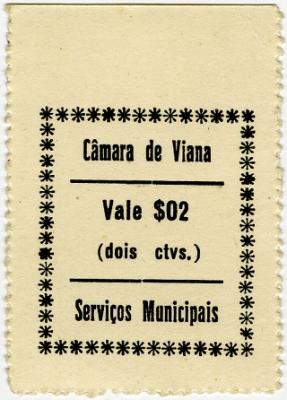 Câmara de Viana
Vale $02
(dois ctvs.)
Serviços Municipais